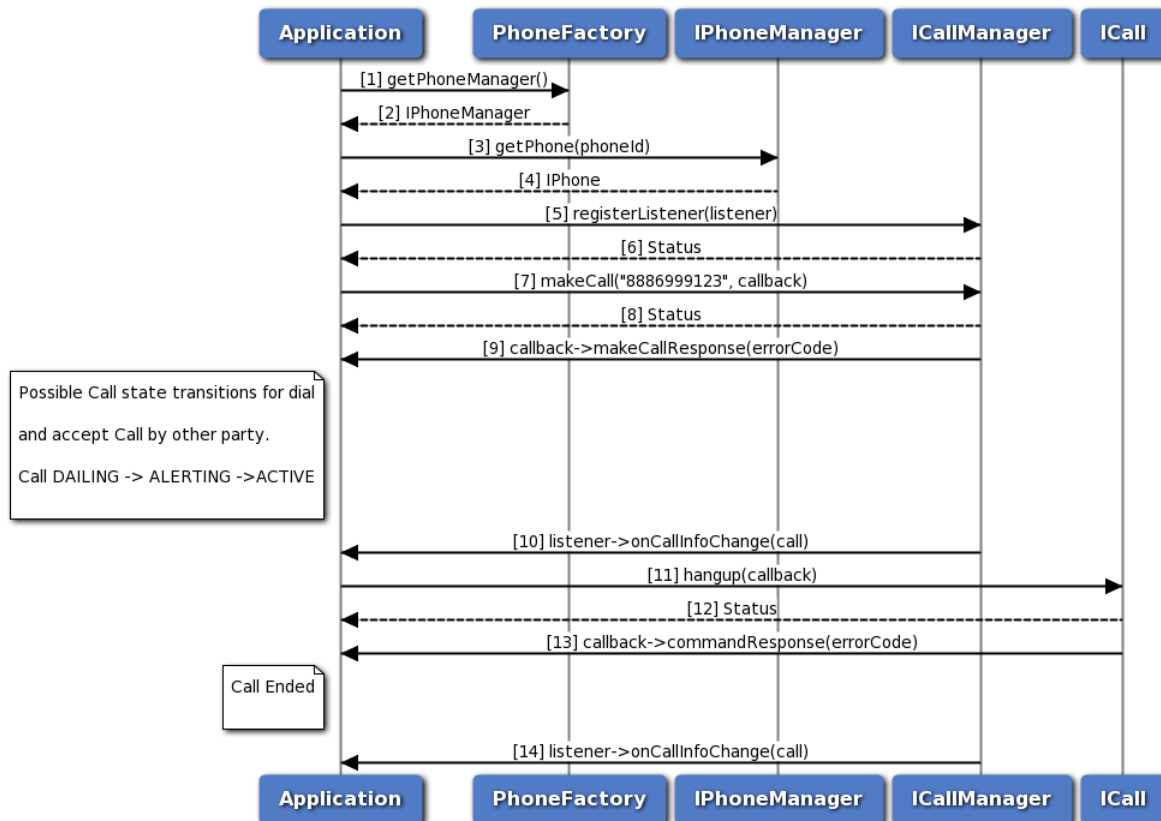 Application PhoneFactory IPhoneManager ICallManager ICall
[1] getPhoneManager()
[2] IPhoneManager
[3] getPhone(phoneId)
[4] IPhone
[5] registerListener(listener)
[6] Status
[7] makeCall("8886999123", callback)
[8] Status
[9] callback->makeCallResponse(errorCode)
Possible Call state transitions for dial
and accept Call by other party.
Call DAILING -> ALERTING ->ACTIVE
[10] listener->onCallInfoChange(call)
[11] hangup(callback)
[12] Status
[13] callback->commandResponse(errorCode)
Call Ended
[14] listener->onCallInfoChange(call)
Application PhoneFactory IPhoneManager ICallManager ICall